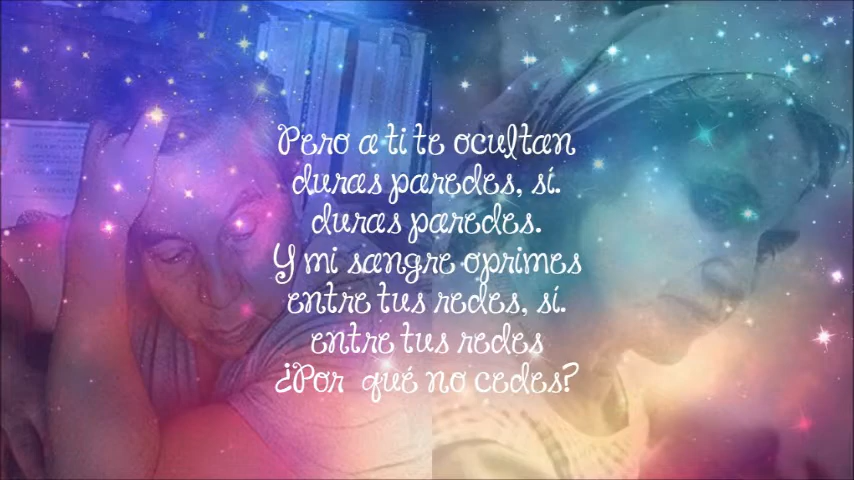 Pero a ti te ocultan
duras paredes, sí.
duras paredes.
Y mi sangre oprimes
entre tus redes, sí.
entre tus redes
¿Por qué no cedes?